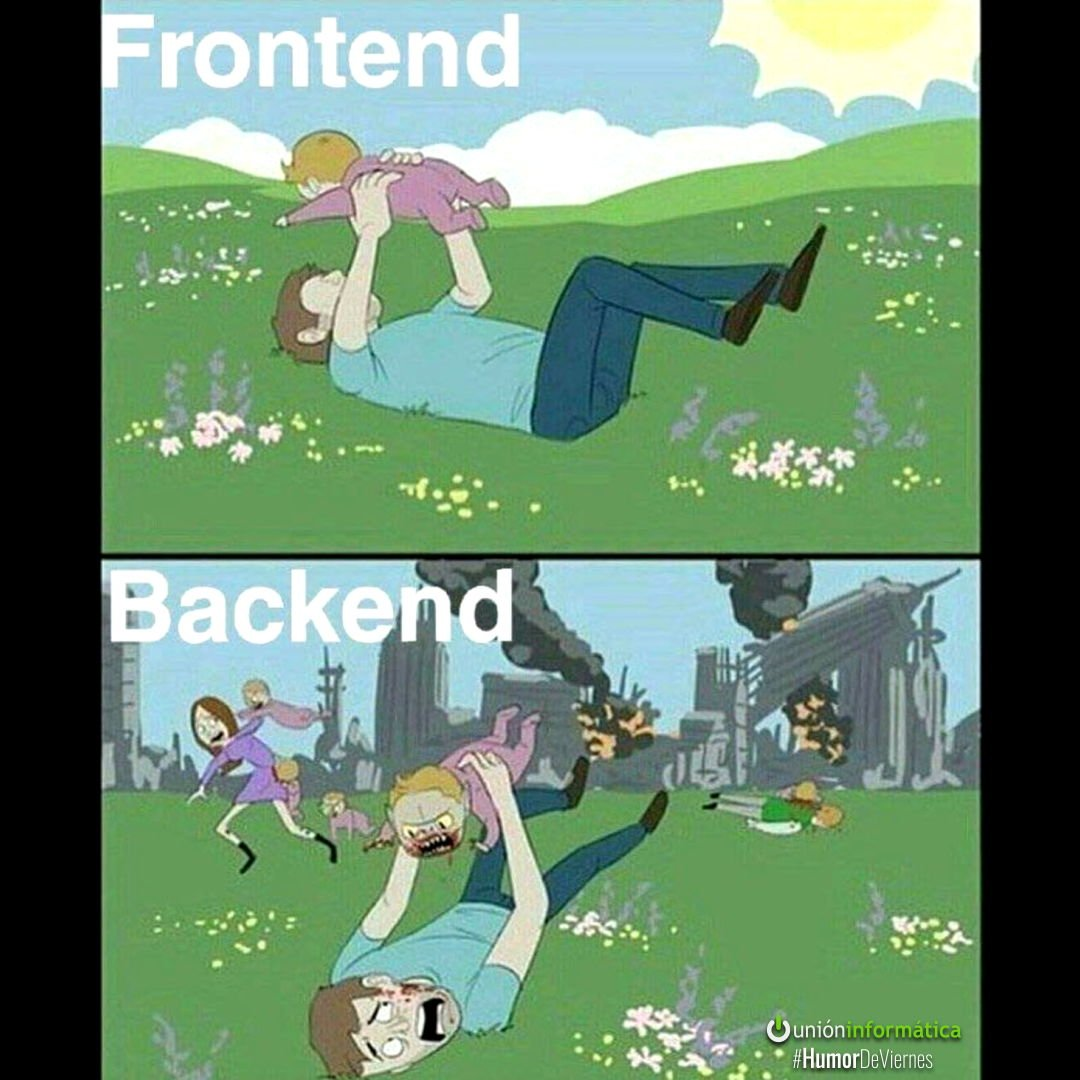 Frontend
Backend
unióninformática
#HumorDeViernes